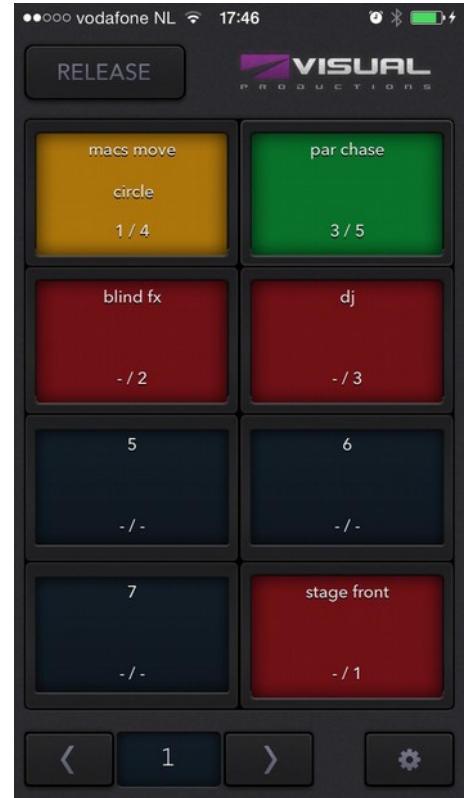 vodafone NL 17:46
RELEASE
VISUAL
PRODUCTIONS
macs move
circle
1 / 4
par chase
3 / 5
blind fx
- / 2
dj
- / 3
5
- / -
6
- / -
7
- / -
stage front
- / 1
1